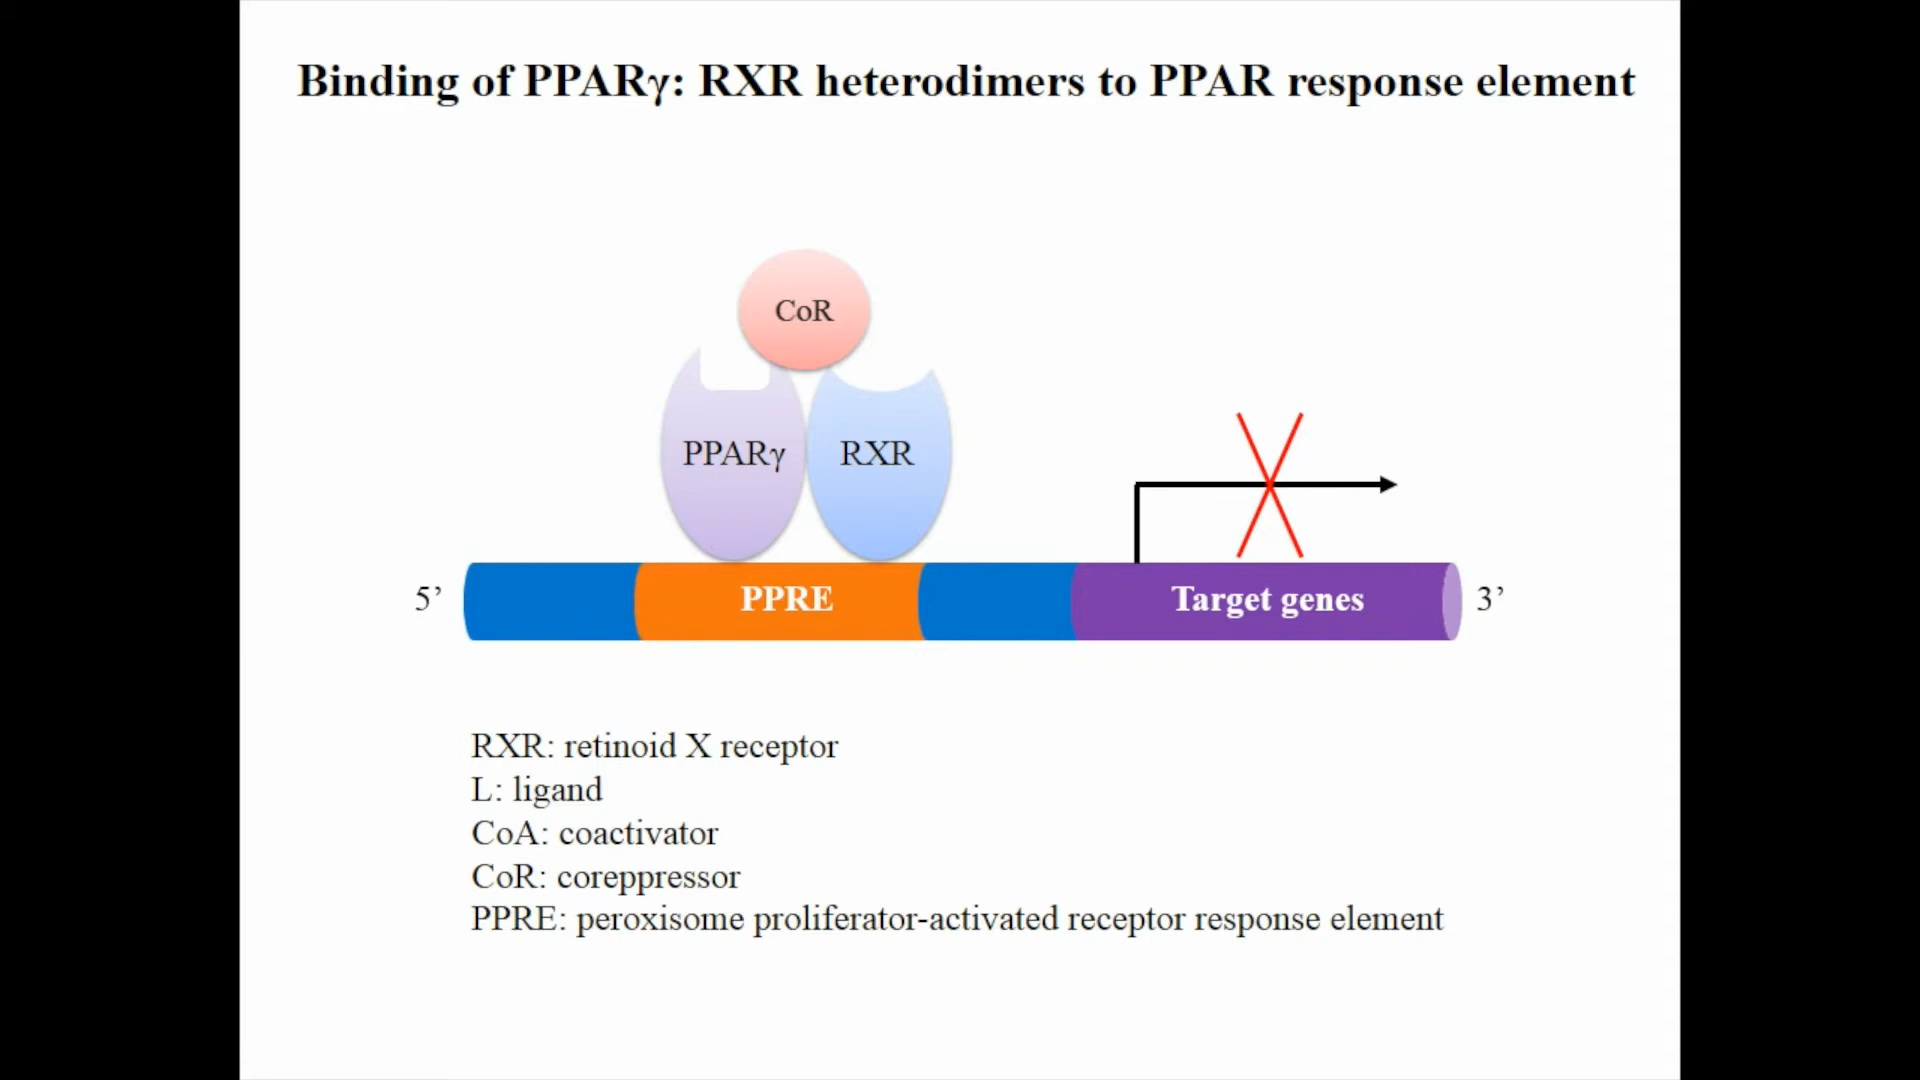 Binding of PPARγ: RXR heterodimers to PPAR response element
CoR
PPARγ RXR
5’ PPRE Target genes 3’
RXR: retinoid X receptor
L: ligand
CoA: coactivator
CoR: coreppressor
PPRE: peroxisome proliferator-activated receptor response element